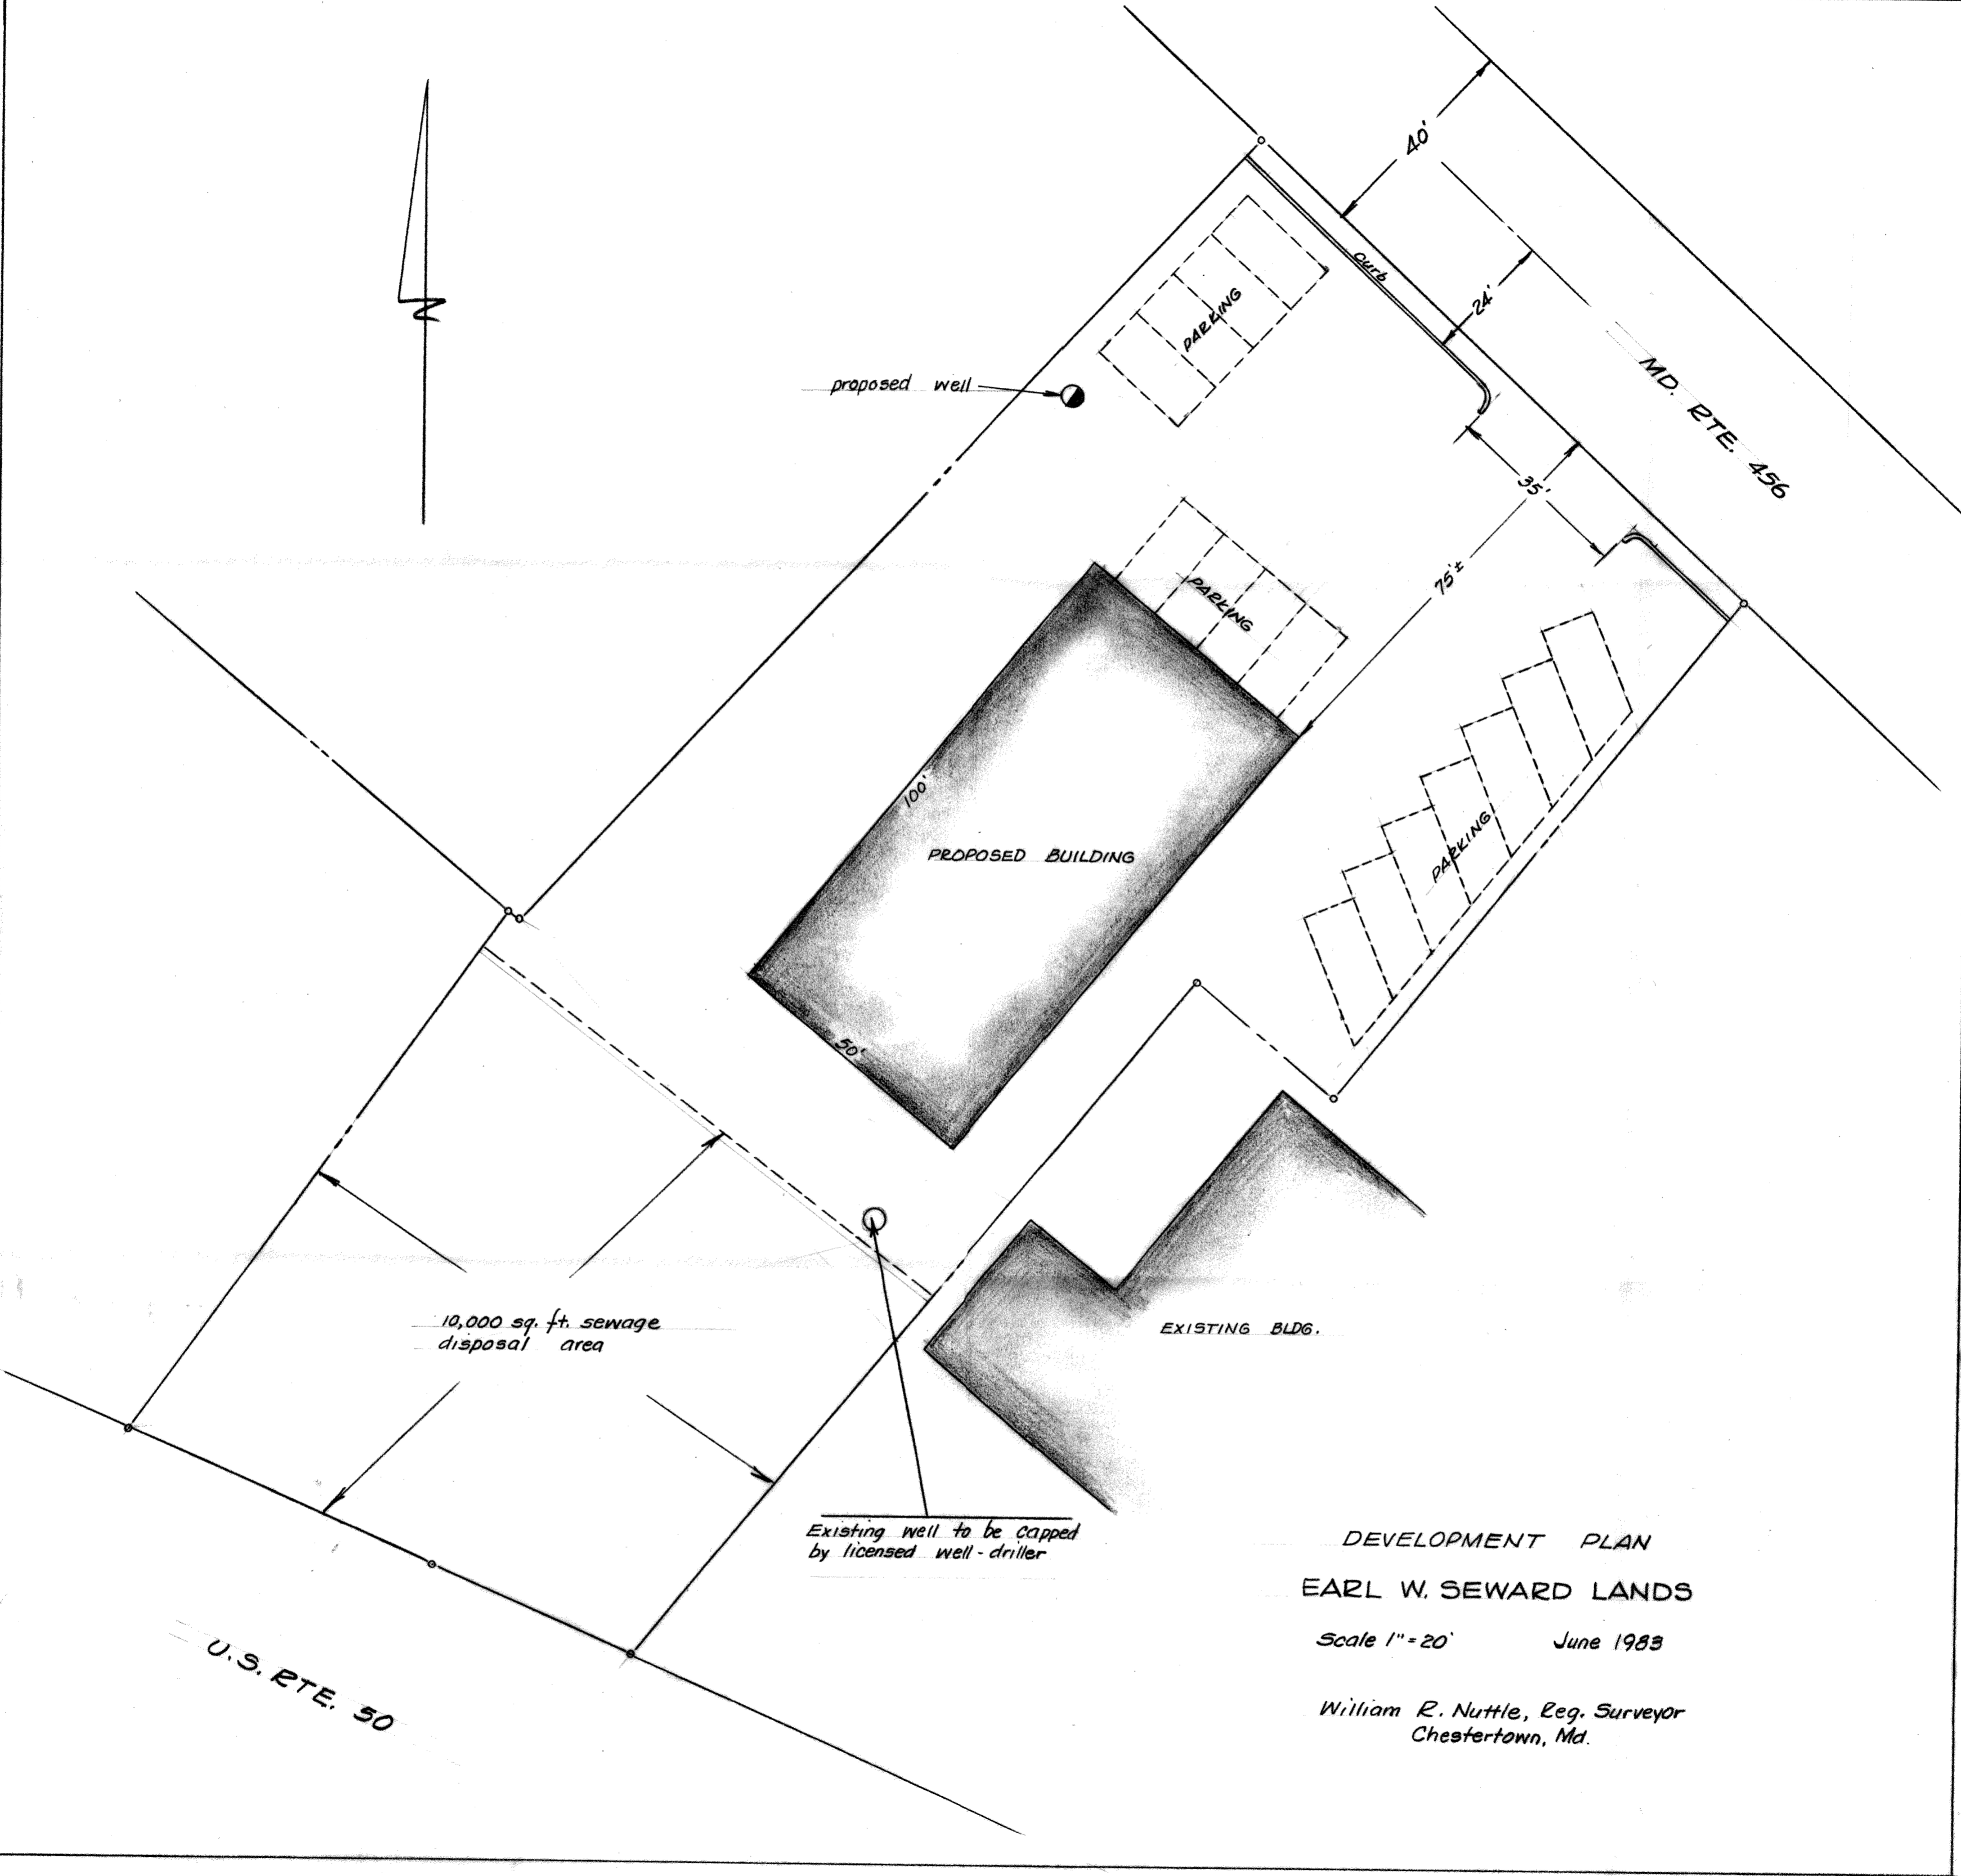 40'
curb
24'
PARKING
MD. RTE. 456
proposed well
35'
75'±
PARKING
100'
PROPOSED BUILDING
PARKING
50'
10,000 sq. ft. sewage
disposal area
EXISTING BLDG.
Existing well to be capped
by licensed well-driller
U.S. RTE. 50
DEVELOPMENT PLAN
EARL W. SEWARD LANDS
Scale 1"=20' June 1983
William R. Nuttle, Reg. Surveyor
Chestertown, Md.
N